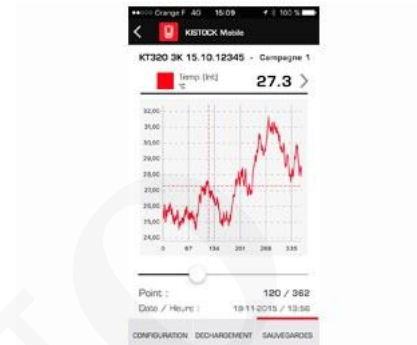 Orange F 4G 15:09 100 %
KISTOCK Mobile
KT320 3K 15.10.12345 - Campagne 1
Temp (Int) 27.3
°C
32,00
31,00
30,00
29,00
28,00
27,00
26,00
25,00
24,00
0 67 134 201 268 335
Point : 120 / 362
Date / Heure : 19-11-2015 / 13:56
CONFIGURATION DECHARGEMENT SAUVEGARDES